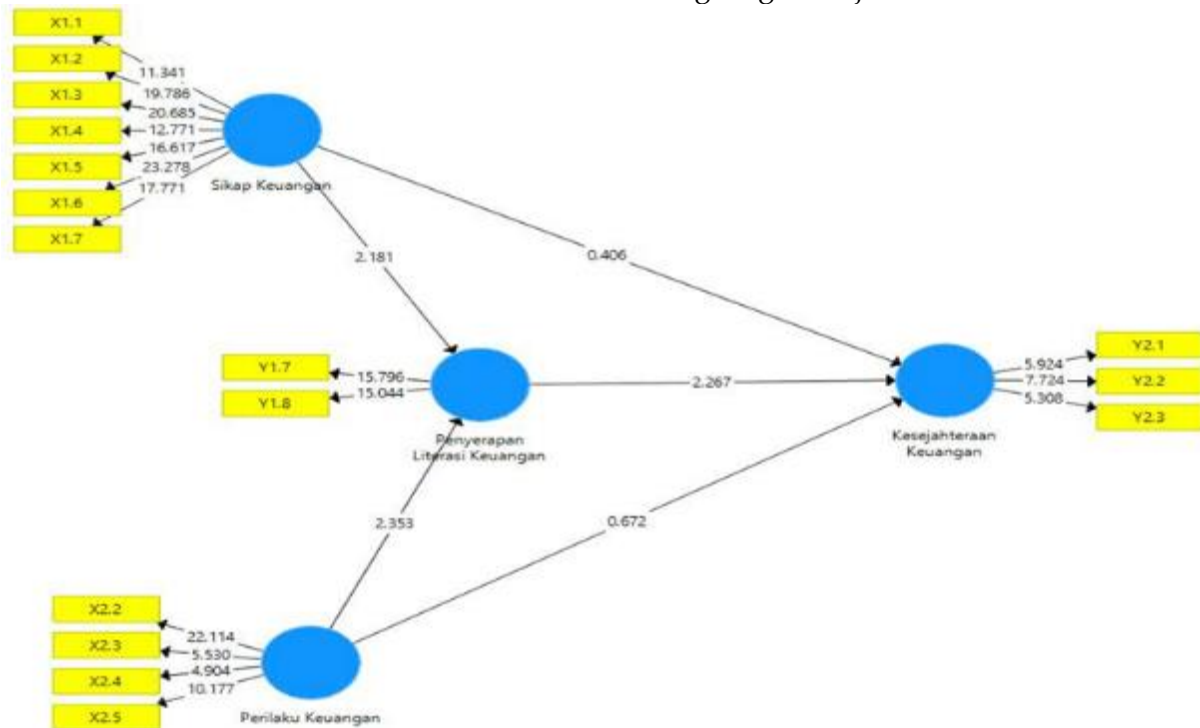 X1.1
X1.2
X1.3
X1.4
X1.5
X1.6
X1.7
11.341
19.786
20.685
12.771
16.617
23.278
17.771
Sikap Keuangan
2.181
0.406
Y1.7
Y1.8
15.796
15.044
Penyerapan
Literasi Keuangan
2.267
Kesejahteraan
Keuangan
5.924
7.724
5.308
Y2.1
Y2.2
Y2.3
2.353
0.672
X2.2
X2.3
X2.4
X2.5
22.114
5.530
4.904
10.177
Perilaku Keuangan